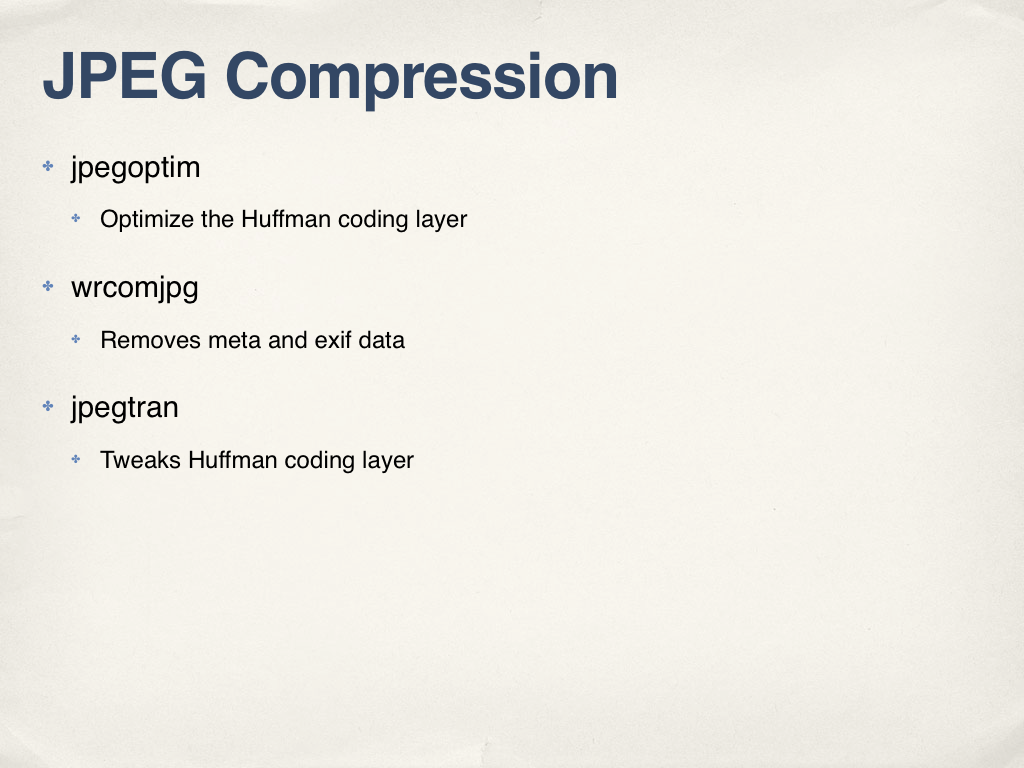 JPEG Compression
jpegoptim
Optimize the Huffman coding layer
wrcomjpg
Removes meta and exif data
jpegtran
Tweaks Huffman coding layer